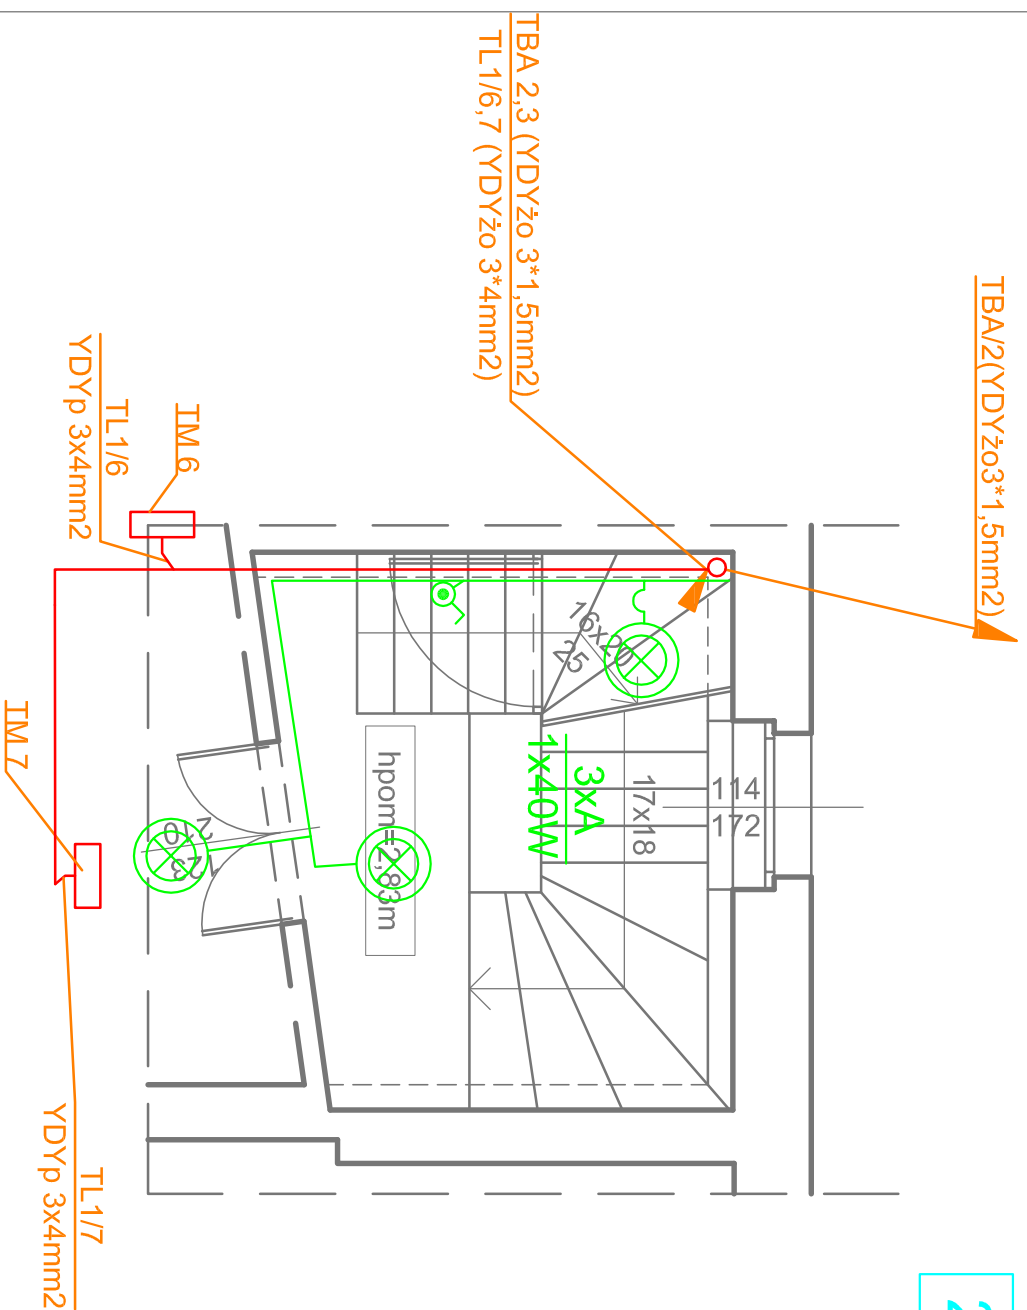 TBA/2(YDYżo3*1,5mm2)
TBA 2,3 (YDYżo 3*1,5mm2)
TL1/6,7 (YDYżo 3*4mm2)
TM 6
TL1/6
YDYp 3x4mm2
16x20
25
114
172
17x18
3xA
1x40W
hpom=2,83m
210
123
TM 7
TL1/7
YDYp 3x4mm2